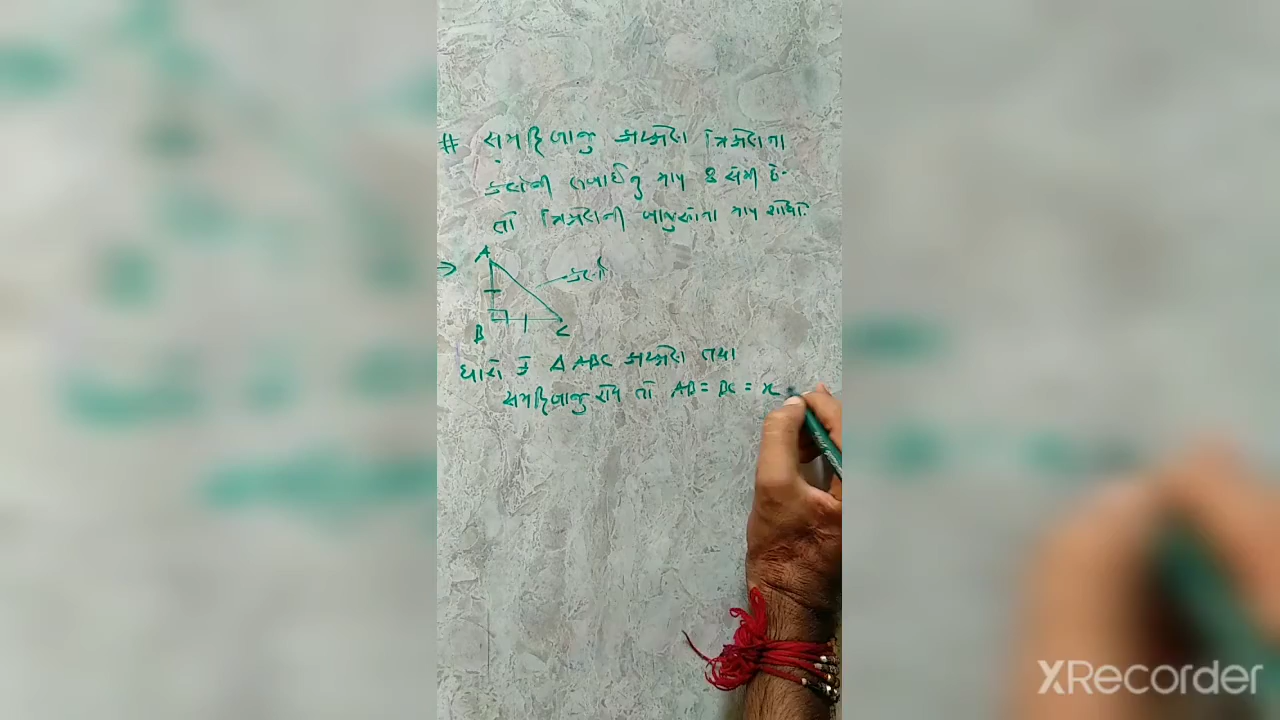 # સમદ્વિબાજુ કાટકોણ ત્રિકોણના
કર્ણની લંબાઈનું માપ 8 સેમી છે.
તો ત્રિકોણની બાજુઓના માપ શોધો.
⇒ A
કર્ણ
B C
ધારો કે Δ ABC કાટકોણ તથા
સમદ્વિબાજુ હોય તો AB = BC = x
XRecorder